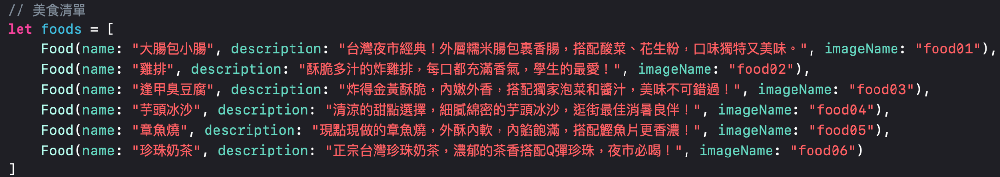 // 美食清單
let foods = [
    Food(name: "大腸包小腸", description: "台灣夜市經典！外層糯米腸包裹香腸，搭配酸菜、花生粉，口味獨特又美味。", imageName: "food01"),
    Food(name: "雞排", description: "酥脆多汁的炸雞排，每口都充滿香氣，學生的最愛！", imageName: "food02"),
    Food(name: "逢甲臭豆腐", description: "炸得金黃酥脆，內嫩外香，搭配獨家泡菜和醬汁，美味不可錯過！", imageName: "food03"),
    Food(name: "芋頭冰沙", description: "清涼的甜點選擇，細膩綿密的芋頭冰沙，逛街最佳消暑良伴！", imageName: "food04"),
    Food(name: "章魚燒", description: "現點現做的章魚燒，外酥內軟，內餡飽滿，搭配鰹魚片更香濃！", imageName: "food05"),
    Food(name: "珍珠奶茶", description: "正宗台灣珍珠奶茶，濃郁的茶香搭配Q彈珍珠，夜市必喝！", imageName: "food06")
]